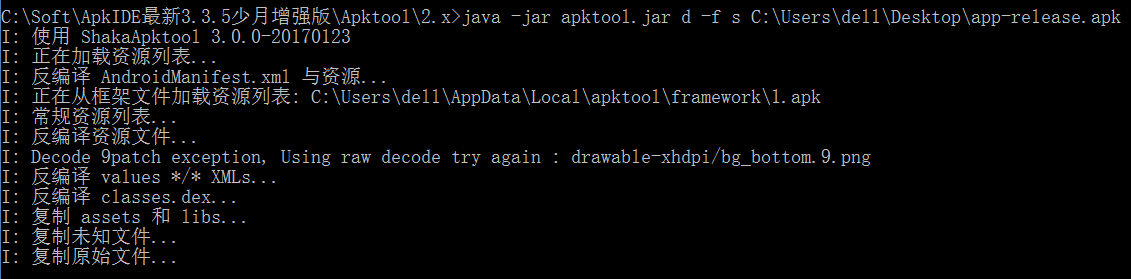 C:\Soft\ApkIDE最新3.3.5少月增强版\Apktool\2.x>java -jar apktool.jar d -f s C:\Users\dell\Desktop\app-release.apk
I: 使用 ShakaApktool 3.0.0-20170123
I: 正在加载资源列表...
I: 反编译 AndroidManifest.xml 与资源...
I: 正在从框架文件加载资源列表: C:\Users\dell\AppData\Local\apktool\framework\1.apk
I: 常规资源列表...
I: 反编译资源文件...
I: Decode 9patch exception, Using raw decode try again : drawable-xhdpi/bg_bottom.9.png
I: 反编译 values */* XMLs...
I: 反编译 classes.dex...
I: 复制 assets 和 libs...
I: 复制未知文件...
I: 复制原始文件...